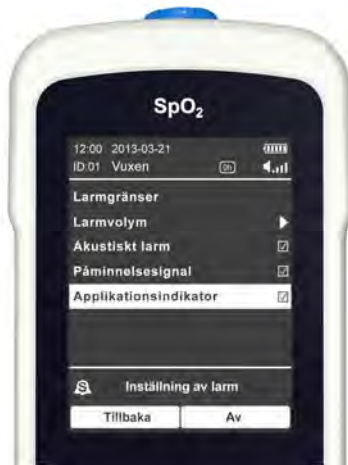 SpO₂
12:00 2013-03-21
ID:01 Vuxen 0h
Larmgränser
Larmvolym
Akustiskt larm
Påminnelsesignal
Applikationsindikator
Inställning av larm
Tillbaka Av